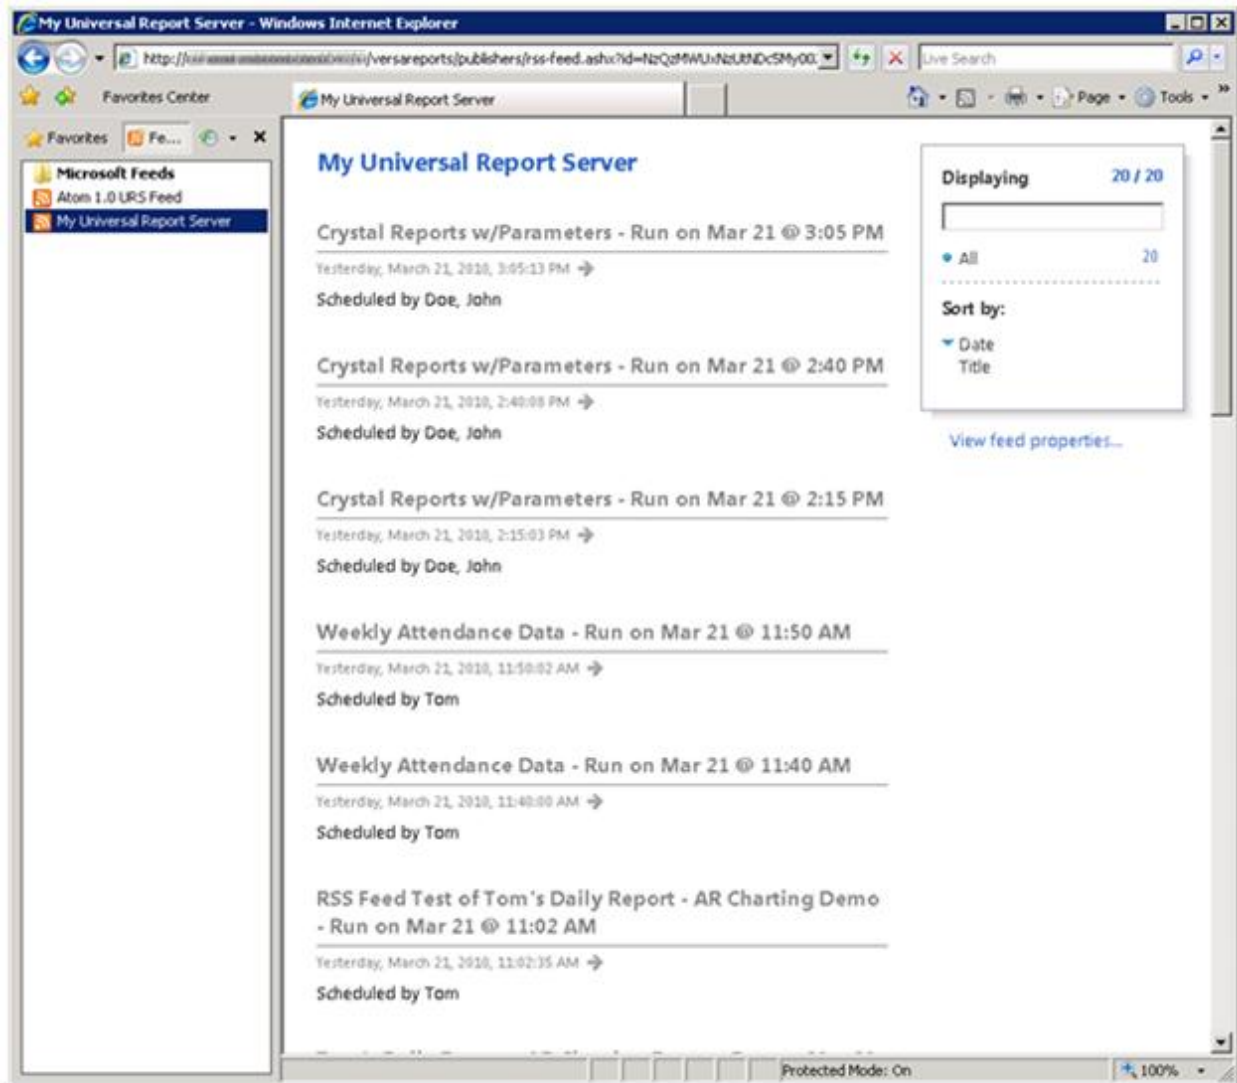 My Universal Report Server - Windows Internet Explorer
http:// /versareports/publishers/rss-feed.ashx?id=
Live Search
Favorites Center
My Universal Report Server
Page
Tools
Favorites
Fe...
Microsoft Feeds
Atom 1.0 URS Feed
My Universal Report Server
My Universal Report Server
Crystal Reports w/Parameters - Run on Mar 21 @ 3:05 PM
Yesterday, March 21, 2010, 3:05:13 PM
Scheduled by Doe, John
Crystal Reports w/Parameters - Run on Mar 21 @ 2:40 PM
Yesterday, March 21, 2010, 2:40:08 PM
Scheduled by Doe, John
Crystal Reports w/Parameters - Run on Mar 21 @ 2:15 PM
Yesterday, March 21, 2010, 2:15:03 PM
Scheduled by Doe, John
Weekly Attendance Data - Run on Mar 21 @ 11:50 AM
Yesterday, March 21, 2010, 11:50:02 AM
Scheduled by Tom
Weekly Attendance Data - Run on Mar 21 @ 11:40 AM
Yesterday, March 21, 2010, 11:40:00 AM
Scheduled by Tom
RSS Feed Test of Tom's Daily Report - AR Charting Demo
- Run on Mar 21 @ 11:02 AM
Yesterday, March 21, 2010, 11:02:35 AM
Scheduled by Tom
Displaying 20 / 20
All 20
Sort by:
Date
Title
View feed properties...
Protected Mode: On
100%